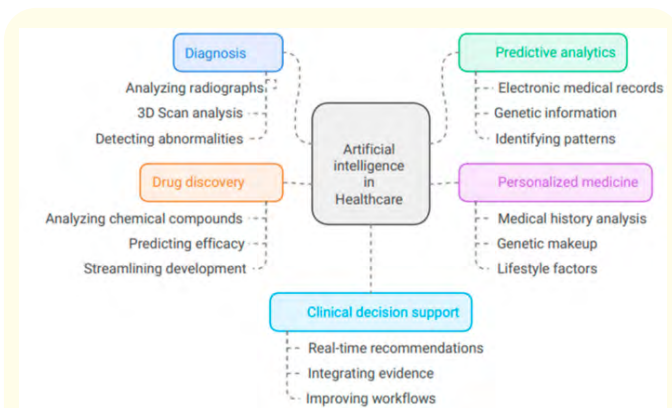 Diagnosis
Analyzing radiographs
3D Scan analysis
Detecting abnormalities
Predictive analytics
Electronic medical records
Genetic information
Identifying patterns
Artificial
intelligence
in
Healthcare
Drug discovery
Analyzing chemical compounds
Predicting efficacy
Streamlining development
Personalized medicine
Medical history analysis
Genetic makeup
Lifestyle factors
Clinical decision support
Real-time recommendations
Integrating evidence
Improving workflows